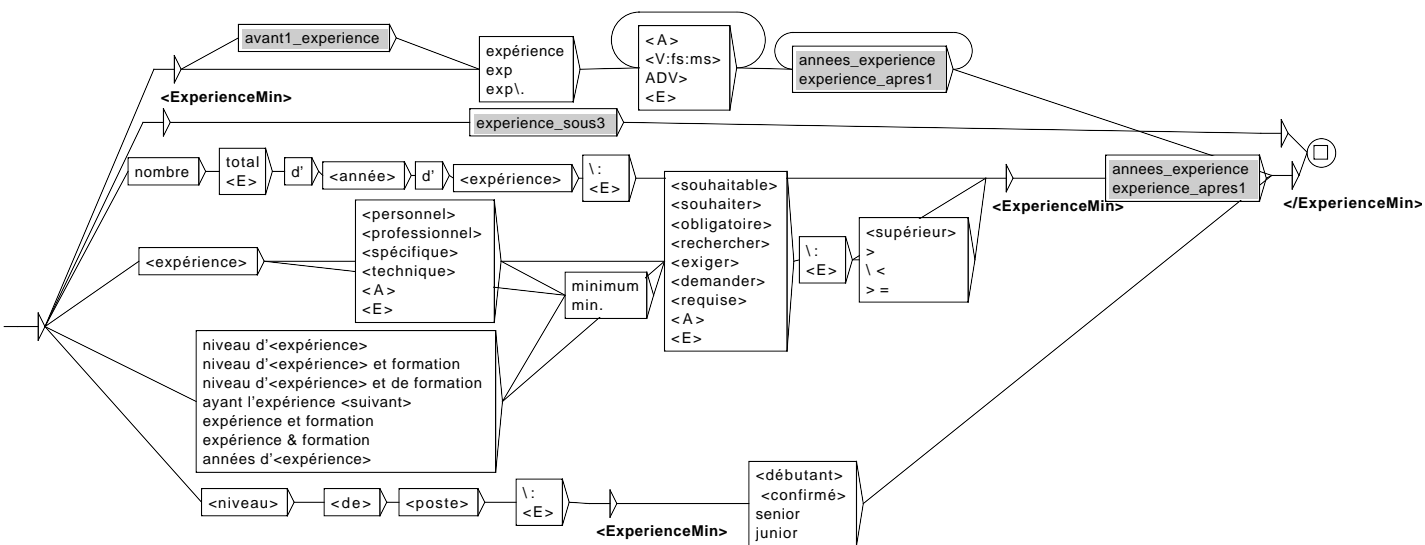 avant1_experience
expérience
exp
exp\.
<A>
<V:fs:ms>
ADV>
<E>
annees_experience
experience_apres1
<ExperienceMin>
experience_sous3
nombre
total
<E>
d'
<année>
d'
<expérience>
\:
<E>
<souhaitable>
<souhaiter>
<obligatoire>
<rechercher>
<exiger>
<demander>
<requise>
<A>
<E>
<ExperienceMin>
annees_experience
experience_apres1
</ExperienceMin>
<expérience>
<personnel>
<professionnel>
<spécifique>
<technique>
<A>
<E>
minimum
min.
\:
<E>
<supérieur>
>
\<
>=
niveau d'<expérience>
niveau d'<expérience> et formation
niveau d'<expérience> et de formation
ayant l'expérience <suivant>
expérience et formation
expérience & formation
années d'<expérience>
<niveau>
<de>
<poste>
\:
<E>
<ExperienceMin>
<débutant>
<confirmé>
senior
junior